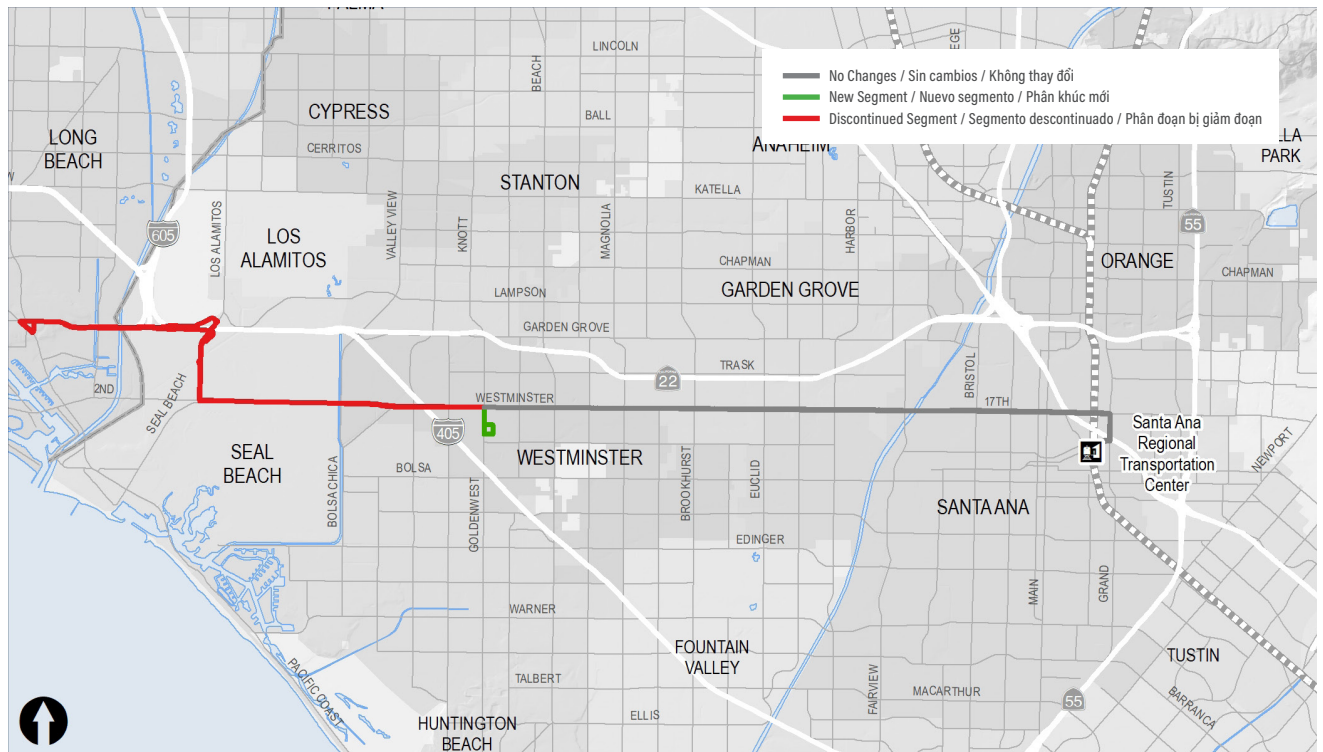 PALMA
LINCOLN
BEACH
EGE
No Changes / Sin cambios / Không thay đổi
New Segment / Nuevo segmento / Phân khúc mới
Discontinued Segment / Segmento descontinuado / Phân đoạn bị giảm đoạn
CYPRESS
BALL
LONG
BEACH
CERRITOS
ANAHEIM
LLA
PARK
STANTON
KATELLA
TUSTIN
605
LOS ALAMITOS
LOS
ALAMITOS
VALLEY VIEW
KNOTT
MAGNOLIA
HARBOR
55
CHAPMAN
ORANGE
CHAPMAN
LAMPSON
GARDEN GROVE
GARDEN GROVE
TRASK
22
BRISTOL
2ND
SEAL BEACH
WESTMINSTER
17TH
405
SEAL
BEACH
BOLSA CHICA
BOLSA
GOLDENWEST
WESTMINSTER
BROOKHURST
EUCLID
SANTA ANA
Santa Ana
Regional
Transportation
Center
NEWPORT
EDINGER
WARNER
MAIN
GRAND
FOUNTAIN
VALLEY
TUSTIN
PACIFIC COAST
TALBERT
FAIRVIEW
MACARTHUR
55
BARRANCA
ELLIS
HUNTINGTON
BEACH